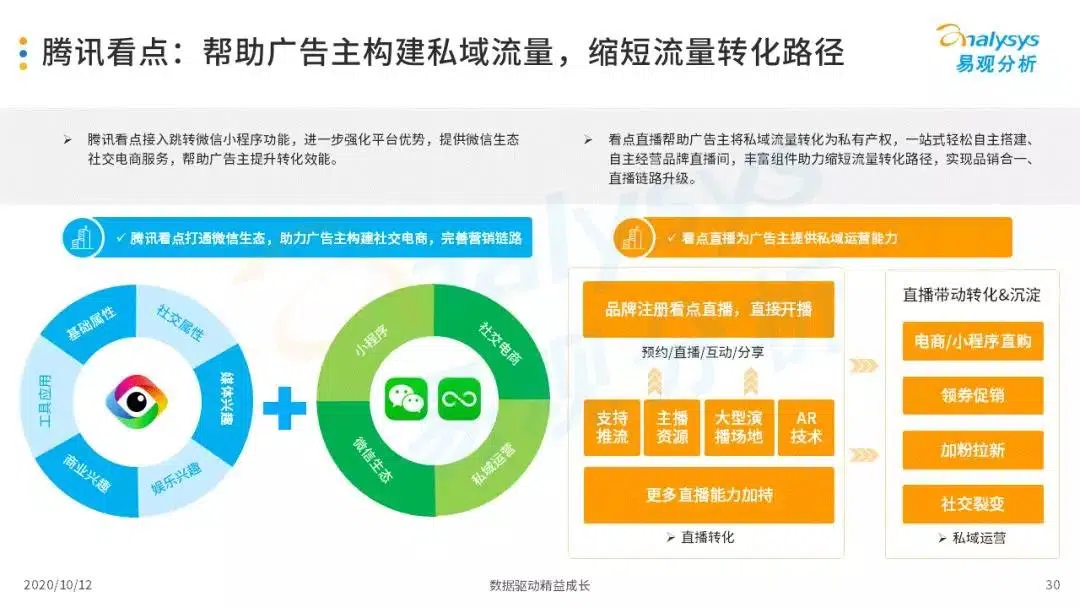 腾讯看点：帮助广告主构建私域流量，缩短流量转化路径
analysys
易观分析
➢ 腾讯看点接入跳转微信小程序功能，进一步强化平台优势，提供微信生态
社交电商服务，帮助广告主提升转化效能。
➢ 看点直播帮助广告主将私域流量转化为私有产权，一站式轻松自主搭建、
自主经营品牌直播间，丰富组件助力缩短流量转化路径，实现品销合一、
直播链路升级。
✓ 腾讯看点打通微信生态，助力广告主构建社交电商，完善营销链路
基础属性
社交属性
媒体兴趣
娱乐兴趣
商业兴趣
工具应用
小程序
社交电商
私域运营
微信生态
✓ 看点直播为广告主提供私域运营能力
品牌注册看点直播，直接开播
预约/直播/互动/分享
支持
推流
主播
资源
大型演
播场地
AR
技术
更多直播能力加持
➢ 直播转化
直播带动转化&沉淀
电商/小程序直购
领券促销
加粉拉新
社交裂变
➢ 私域运营
analysys
易观分析
2020/10/12
数据驱动精益成长
30